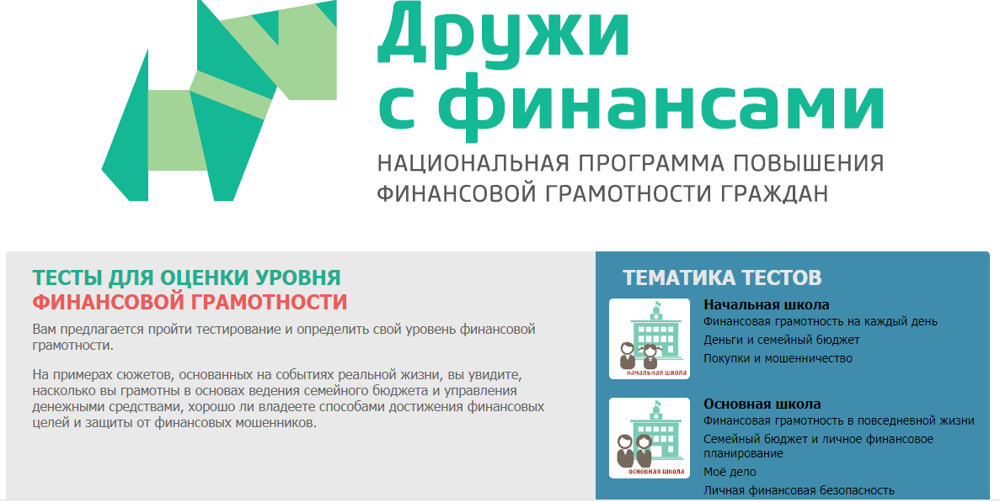 Дружи
с финансами
НАЦИОНАЛЬНАЯ ПРОГРАММА ПОВЫШЕНИЯ
ФИНАНСОВОЙ ГРАМОТНОСТИ ГРАЖДАН
ТЕСТЫ ДЛЯ ОЦЕНКИ УРОВНЯ
ФИНАНСОВОЙ ГРАМОТНОСТИ
Вам предлагается пройти тестирование и определить свой уровень финансовой
грамотности.
На примерах сюжетов, основанных на событиях реальной жизни, вы увидите,
насколько вы грамотны в основах ведения семейного бюджета и управления
денежными средствами, хорошо ли владеете способами достижения финансовых
целей и защиты от финансовых мошенников.
ТЕМАТИКА ТЕСТОВ
начальная школа
Начальная школа
Финансовая грамотность на каждый день
Деньги и семейный бюджет
Покупки и мошенничество
основная школа
Основная школа
Финансовая грамотность в повседневной жизни
Семейный бюджет и личное финансовое
планирование
Моё дело
Личная финансовая безопасность